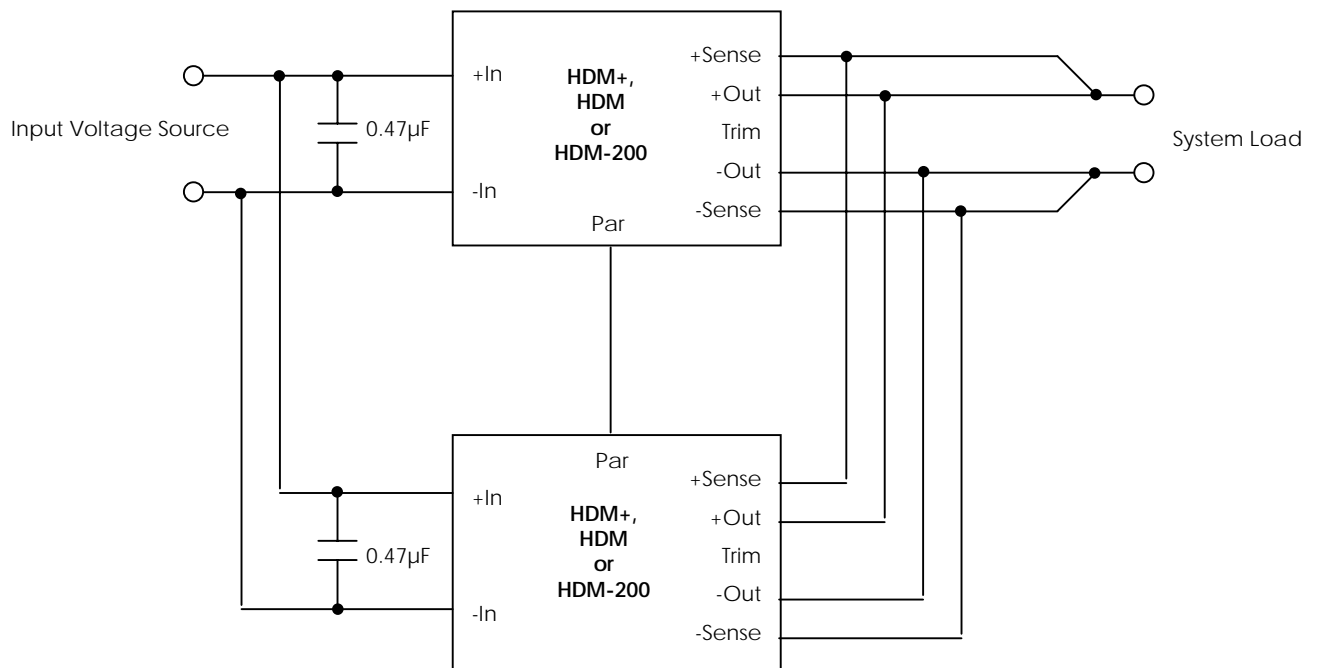 Input Voltage Source
0.47µF
+In
-In
HDM+,
HDM
or
HDM-200
Par
+Sense
+Out
Trim
-Out
-Sense
System Load
0.47µF
+In
-In
Par
HDM+,
HDM
or
HDM-200
+Sense
+Out
Trim
-Out
-Sense